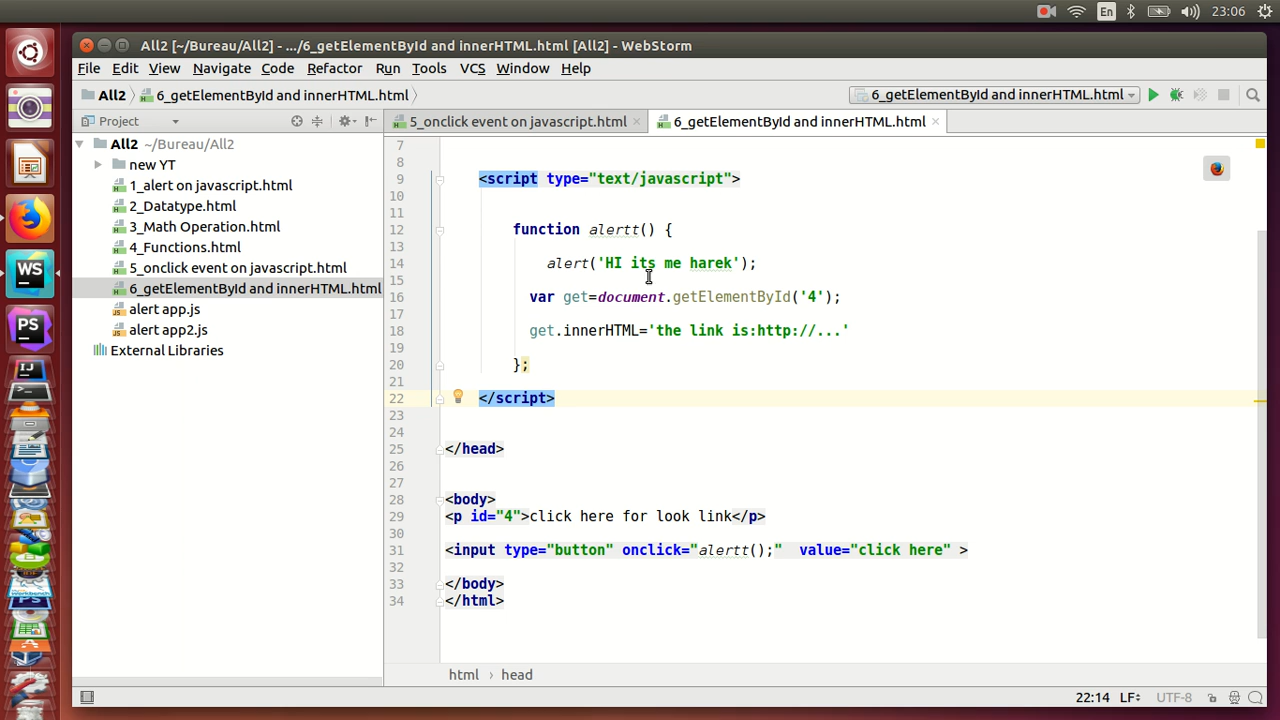 En 23:06
All2 [~/Bureau/All2] - .../6_getElementById and innerHTML.html [All2] - WebStorm
File Edit View Navigate Code Refactor Run Tools VCS Window Help
All2 6_getElementById and innerHTML.html 6_getElementById and innerHTML.html
Project 5_onclick event on javascript.html 6_getElementById and innerHTML.html
All2 ~/Bureau/All2
new YT
1_alert on javascript.html
2_Datatype.html
3_Math Operation.html
4_Functions.html
5_onclick event on javascript.html
6_getElementById and innerHTML.html
alert app.js
alert app2.js
External Libraries
7
8
9 <script type="text/javascript">
10
11
12 function alertt() {
13
14 alert('HI its me harek');
15
16 var get=document.getElementById('4');
17
18 get.innerHTML='the link is:http://...'
19
20 };
21
22 </script>
23
24
25 </head>
26
27
28 <body>
29 <p id="4">click here for look link</p>
30
31 <input type="button" onclick="alertt();"  value="click here" >
32
33 </body>
34 </html>
html › head
22:14 LF÷ UTF-8
WS
PS
IJ